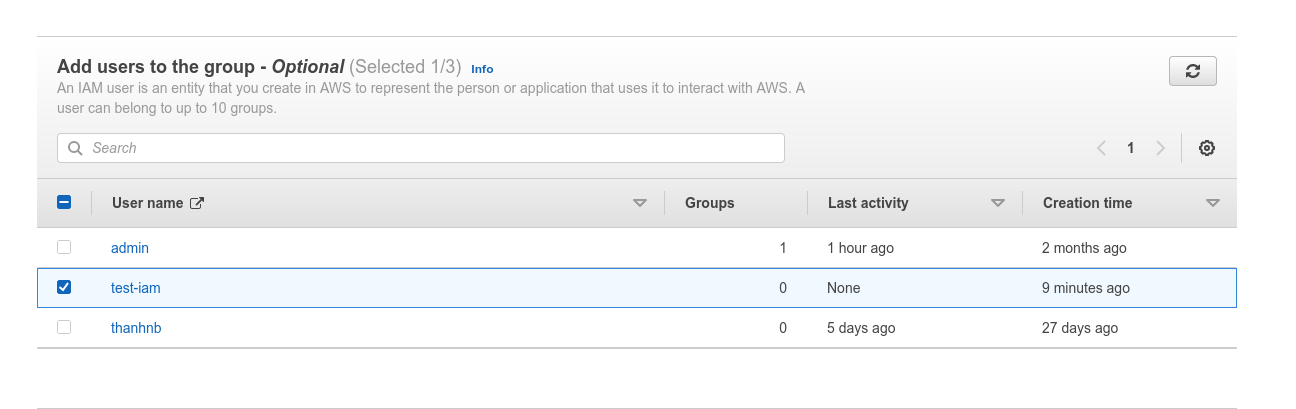 Add users to the group - Optional (Selected 1/3) Info
An IAM user is an entity that you create in AWS to represent the person or application that uses it to interact with AWS. A
user can belong to up to 10 groups.
Search
1
User name Groups Last activity Creation time
admin 1 1 hour ago 2 months ago
test-iam 0 None 9 minutes ago
thanhnb 0 5 days ago 27 days ago